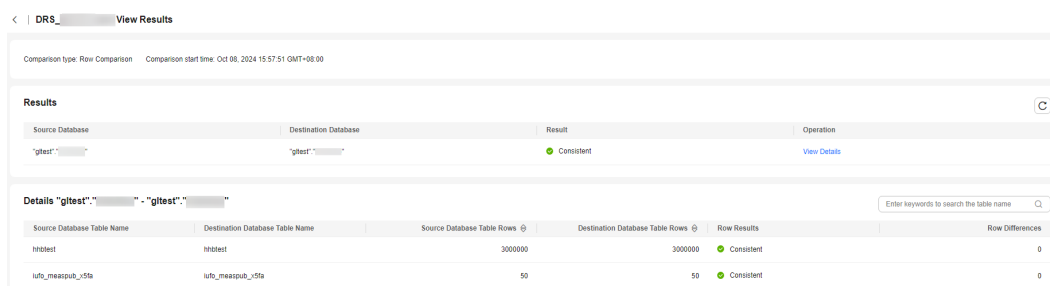 DRS_ View Results
Comparison type: Row Comparison Comparison start time: Oct 08, 2024 15:57:51 GMT+08:00
Results
Source Database Destination Database Result Operation
"gltest"."" "gltest"."" Consistent View Details
Details "gltest"."" - "gltest".""
Enter keywords to search the table name
Source Database Table Name Destination Database Table Name Source Database Table Rows Destination Database Table Rows Row Results Row Differences
hhbtest hhbtest 3000000 3000000 Consistent 0
iufo_measpub_x5fa iufo_measpub_x5fa 50 50 Consistent 0